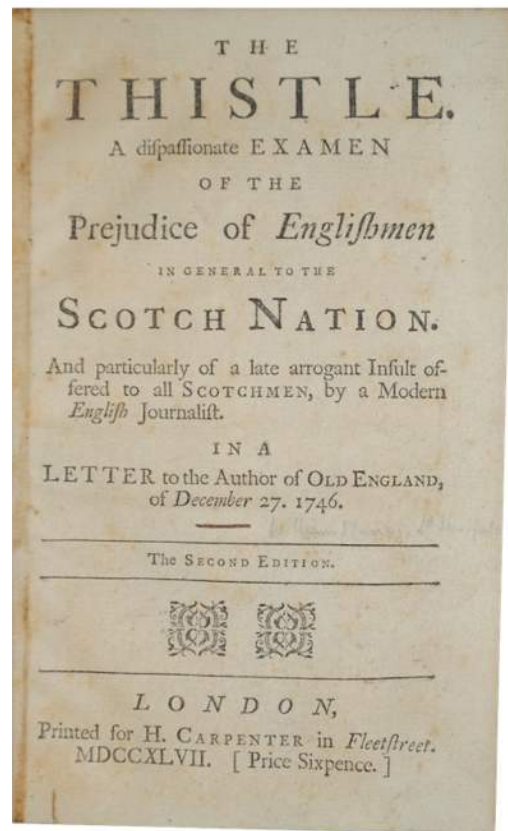 THE
THISTLE.
A diſpaſſionate EXAMEN
OF THE
Prejudice of Engliſhmen
IN GENERAL TO THE
SCOTCH NATION.
And particularly of a late arrogant Inſult of-
fered to all SCOTCHMEN, by a Modern
Engliſh Journaliſt.
IN A
LETTER to the Author of OLD ENGLAND,
of December 27. 1746.
The SECOND EDITION.
LONDON,
Printed for H. CARPENTER in Fleetſtreet.
MDCCXLVII. [ Price Sixpence. ]